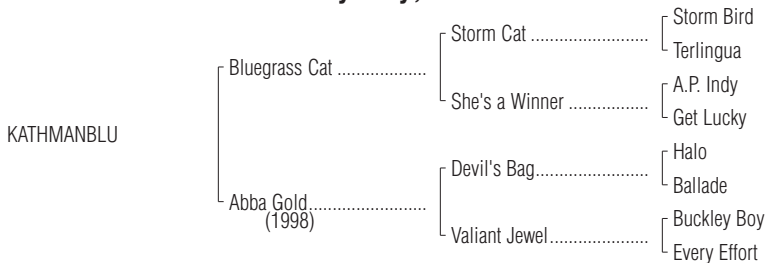 Storm Bird
Storm Cat ......................
Terlingua
Bluegrass Cat ...................
A.P. Indy
She's a Winner .................
Get Lucky
KATHMANBLU
Halo
Devil's Bag.....................
Ballade
Abba Gold.........................
(1998)
Buckley Boy
Valiant Jewel...................
Every Effort